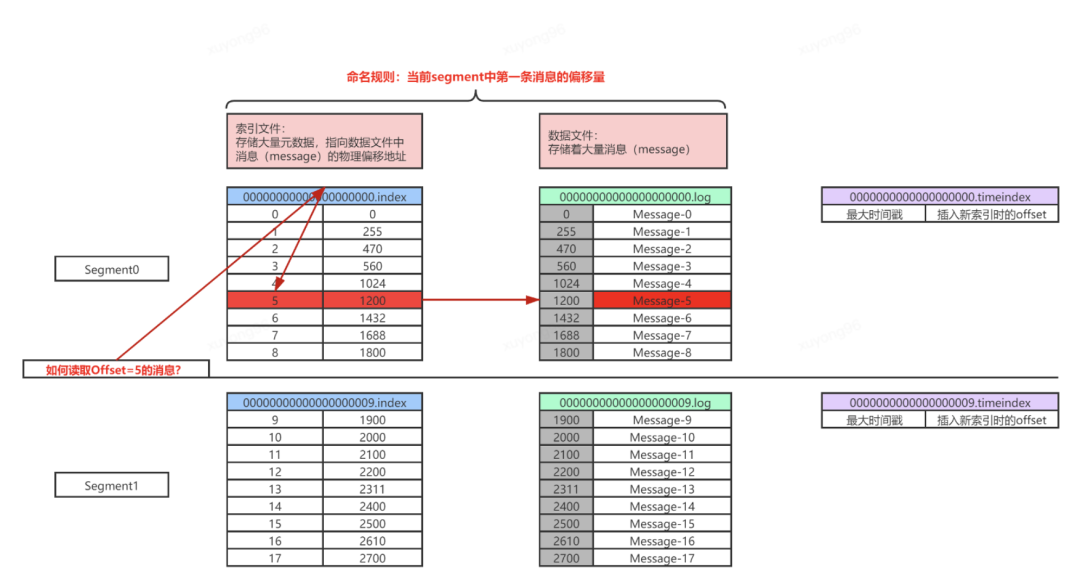 xuyong90 xuyong90 xuyong90
命名规则：当前segment中第一条消息的偏移量
索引文件：
存储大量元数据，指向数据文件中
消息（message）的物理偏移地址
数据文件：
存储着大量消息（message）
00000000000000000000.index
0 0
1 255
2 470
3 560
4 1024
5 1200
6 1432
7 1688
8 1800
00000000000000000000.log
0 Message-0
255 Message-1
470 Message-2
560 Message-3
1024 Message-4
1200 Message-5
1432 Message-6
1688 Message-7
1800 Message-8
0000000000000000000.timeindex
最大时间戳 插入新索引时的offset
Segment0
xuyong90 xuyong90 xuyong90
如何读取Offset=5的消息？
00000000000000000009.index
9 1900
10 2000
11 2100
12 2200
13 2311
14 2400
15 2500
16 2610
17 2700
00000000000000000009.log
1900 Message-9
2000 Message-10
2100 Message-11
2200 Message-12
2311 Message-13
2400 Message-14
2500 Message-15
2610 Message-16
2700 Message-17
0000000000000000009.timeindex
最大时间戳 插入新索引时的offset
Segment1